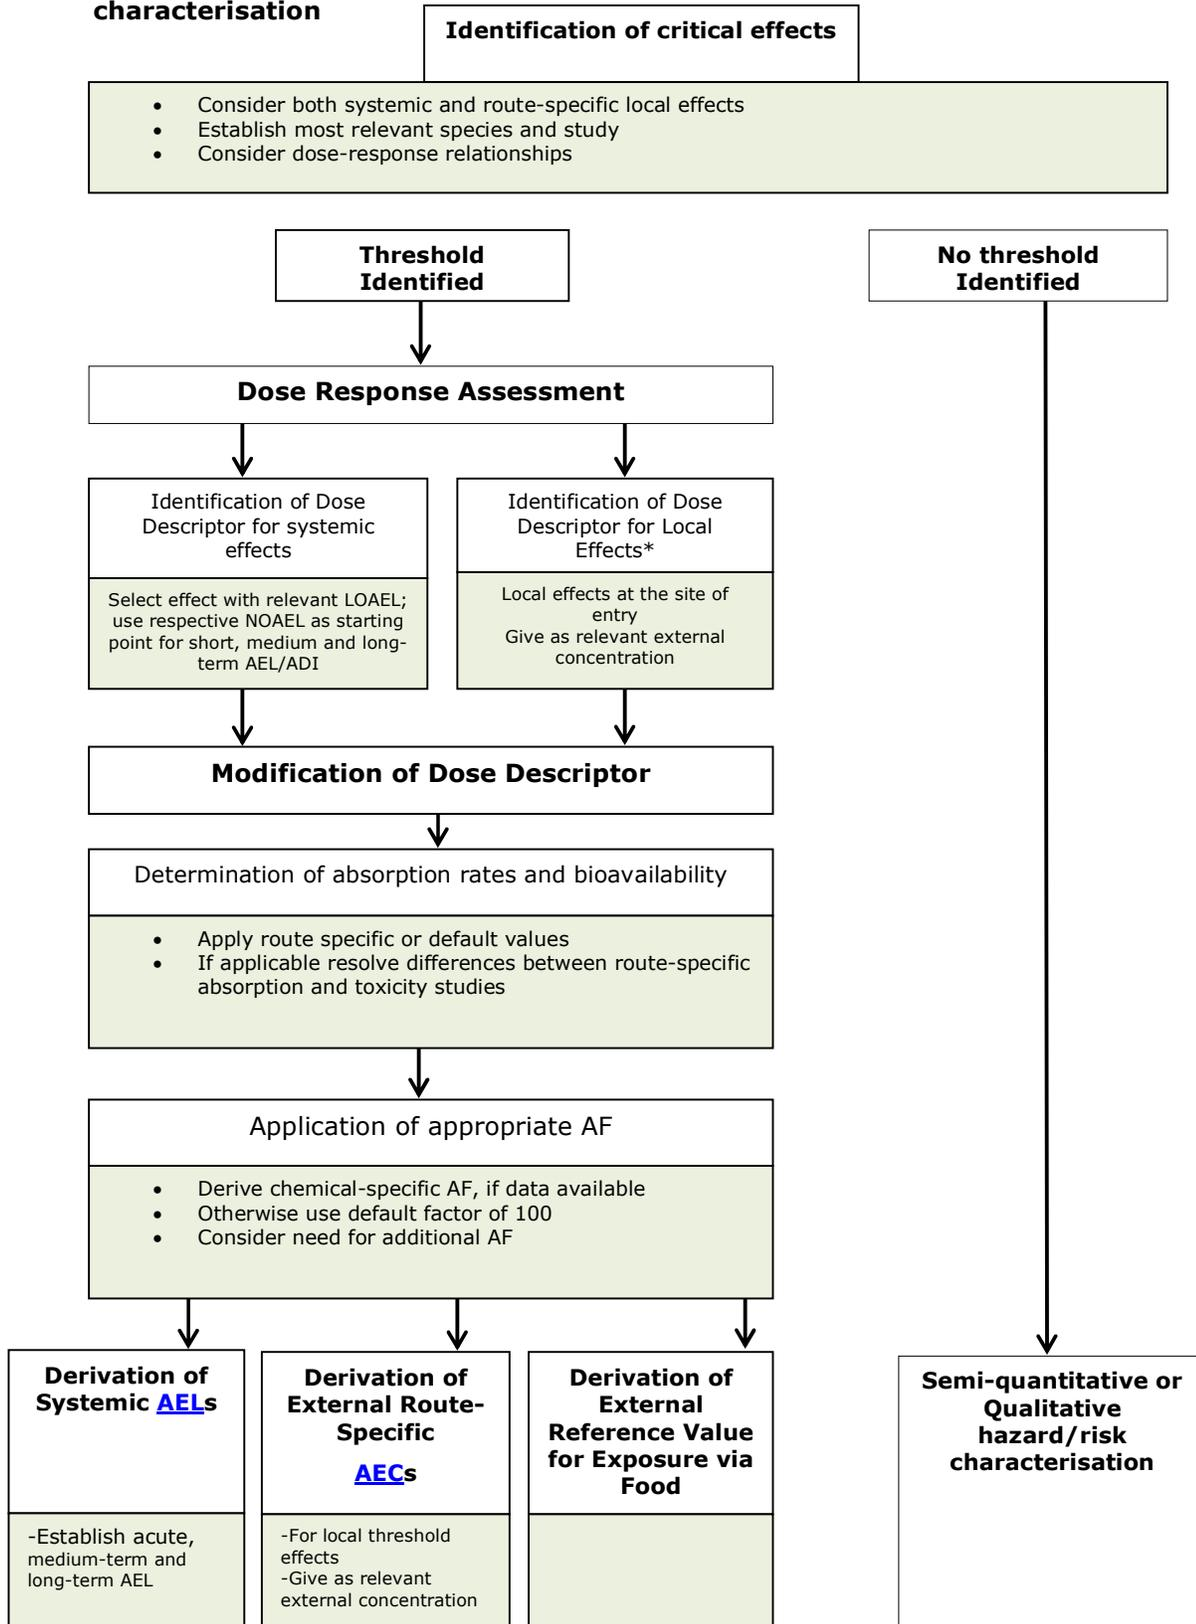 characterisation
Identification of critical effects
• Consider both systemic and route-specific local effects
• Establish most relevant species and study
• Consider dose-response relationships
Threshold
Identified
No threshold
Identified
Dose Response Assessment
Identification of Dose
Descriptor for systemic
effects
Identification of Dose
Descriptor for Local
Effects*
Select effect with relevant LOAEL;
use respective NOAEL as starting
point for short, medium and long-
term AEL/ADI
Local effects at the site of
entry
Give as relevant external
concentration
Modification of Dose Descriptor
Determination of absorption rates and bioavailability
• Apply route specific or default values
• If applicable resolve differences between route-specific
absorption and toxicity studies
Application of appropriate AF
• Derive chemical-specific AF, if data available
• Otherwise use default factor of 100
• Consider need for additional AF
Derivation of
Systemic AELs
-Establish acute,
medium-term and
long-term AEL
Derivation of
External Route-
Specific
AECs
-For local threshold
effects
-Give as relevant
external concentration
Derivation of
External
Reference Value
for Exposure via
Food
Semi-quantitative or
Qualitative
hazard/risk
characterisation